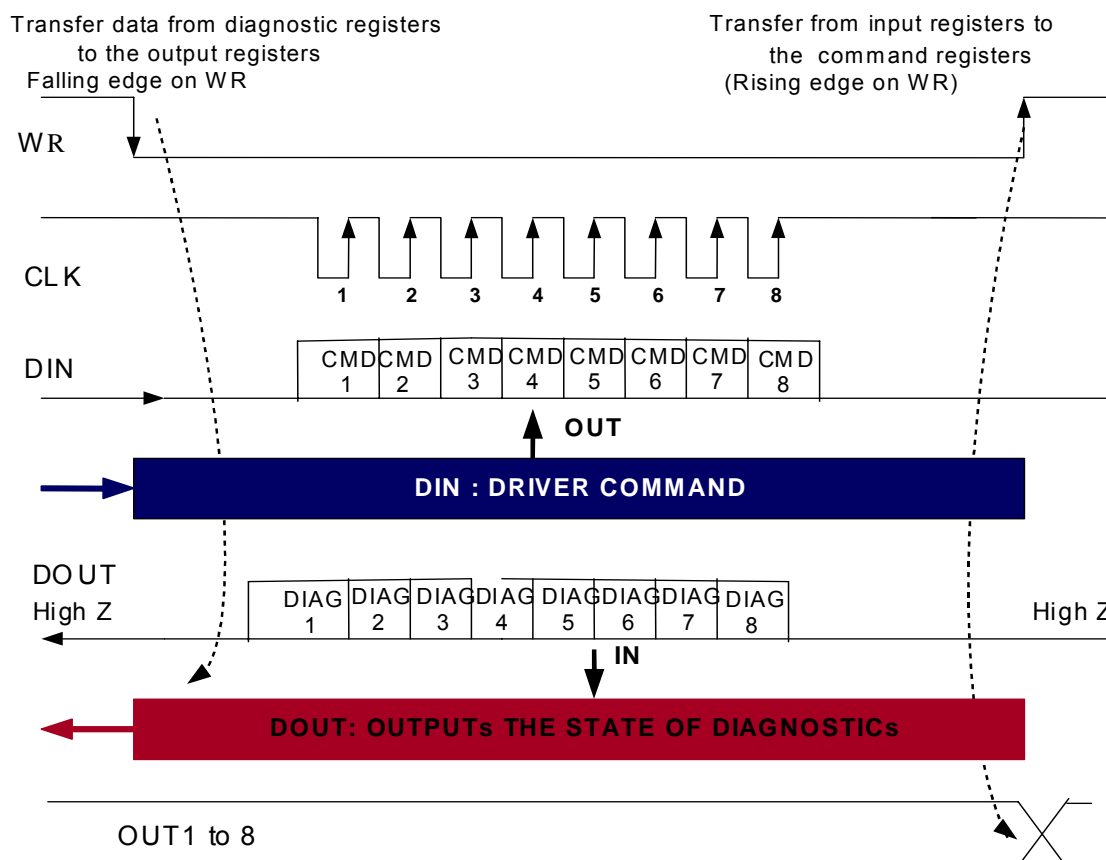 Transfer data from diagnostic registers
to the output registers
Falling edge on WR
Transfer from input registers to
the command registers
(Rising edge on WR)
WR
CLK
1 2 3 4 5 6 7 8
DIN
CMD CMD CMD CMD CMD CMD CMD CMD
1 2 3 4 5 6 7 8
OUT
DIN : DRIVER COMMAND
DOUT
High Z
DIAG DIAG DIAG DIAG DIAG DIAG DIAG DIAG
1 2 3 4 5 6 7 8
High Z
IN
DOUT: OUTPUTs THE STATE OF DIAGNOSTICs
OUT1 to 8